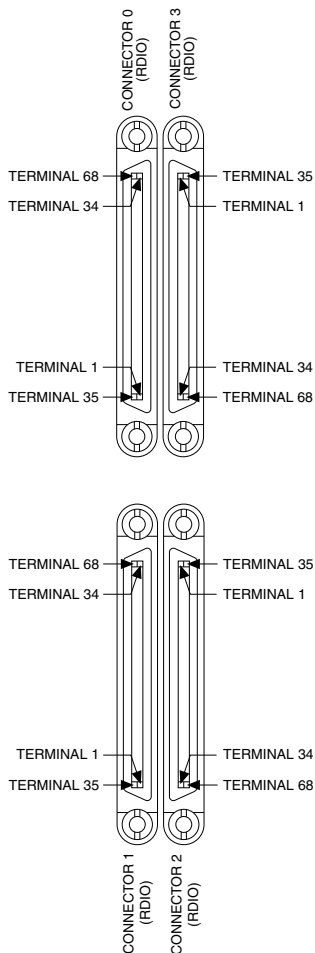 CONNECTOR 0
(RDIO)
CONNECTOR 3
(RDIO)
TERMINAL 68
TERMINAL 35
TERMINAL 34
TERMINAL 1
TERMINAL 1
TERMINAL 34
TERMINAL 35
TERMINAL 68
TERMINAL 68
TERMINAL 35
TERMINAL 34
TERMINAL 1
TERMINAL 1
TERMINAL 34
TERMINAL 35
TERMINAL 68
CONNECTOR 1
(RDIO)
CONNECTOR 2
(RDIO)